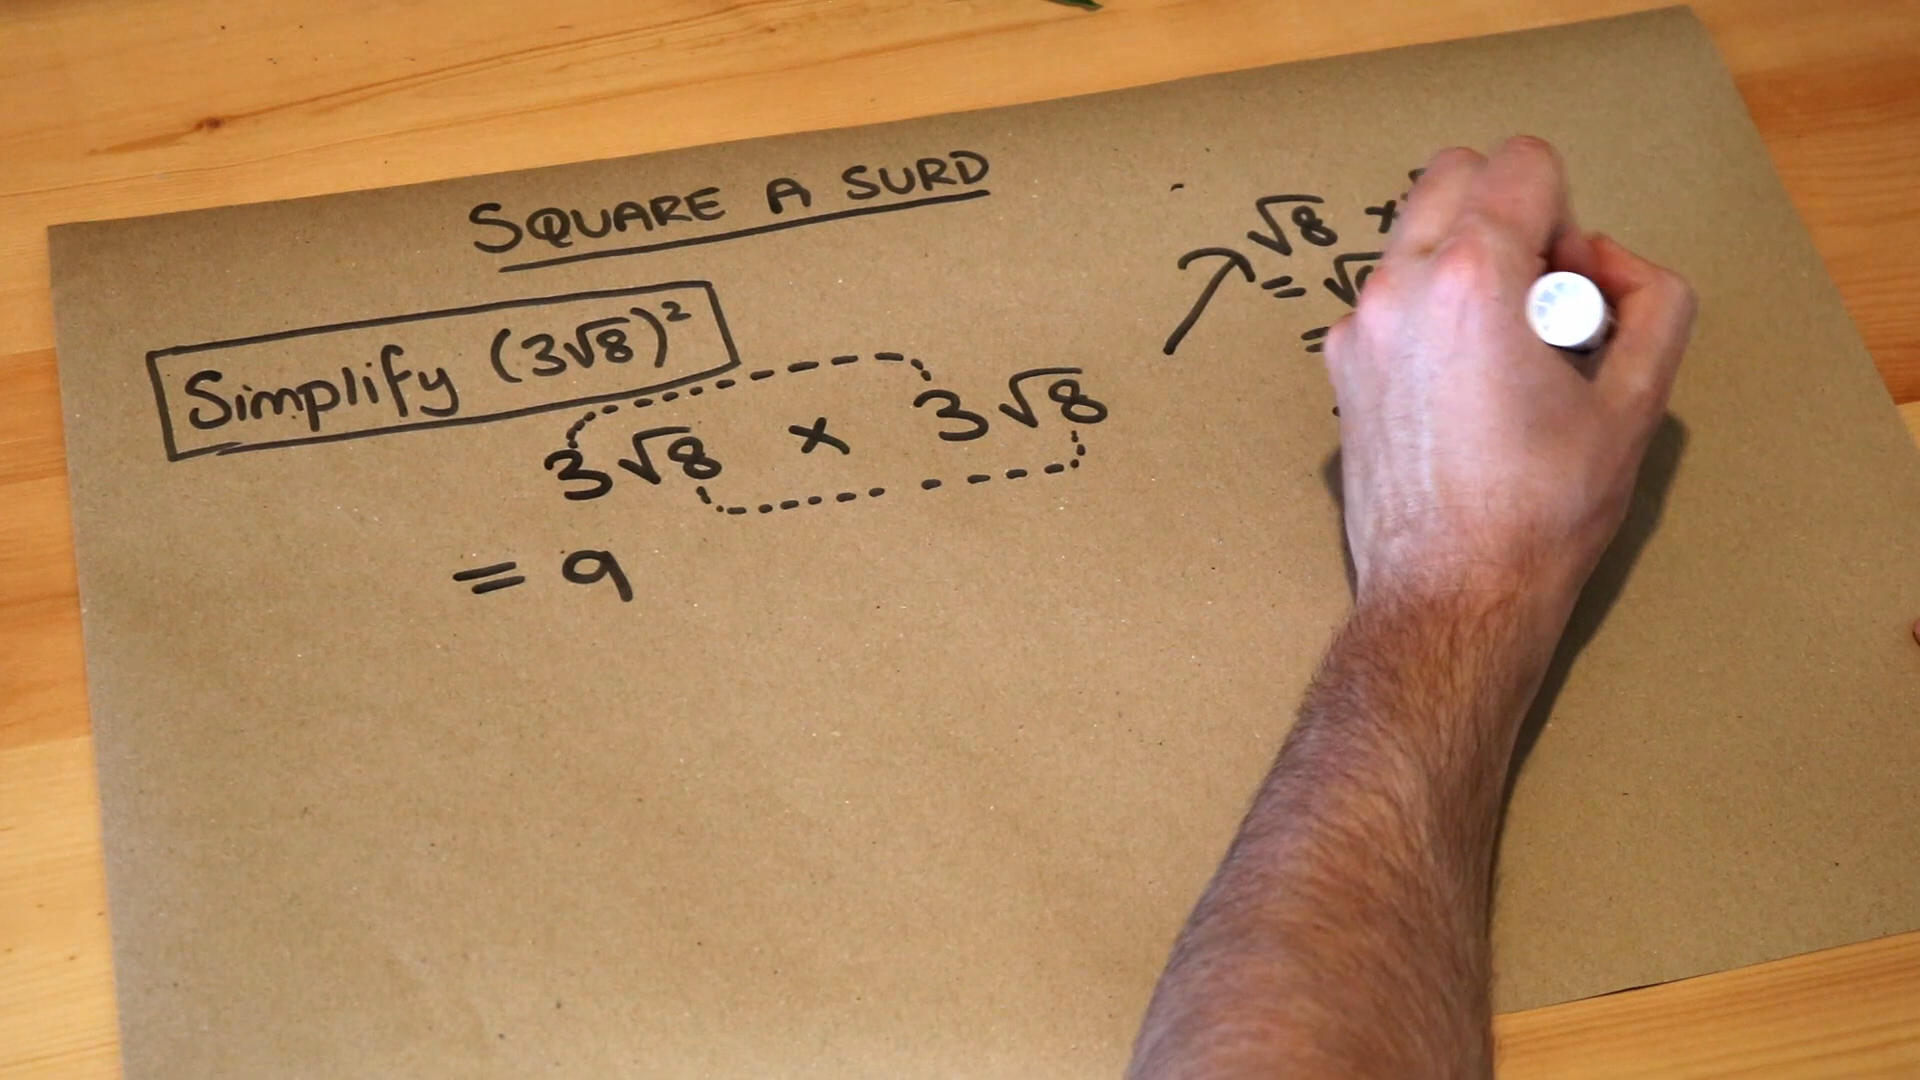 SQUARE A SURD
Simplify (3√8)²
3√8 × 3√8
= 9
√8 ×
= √
=